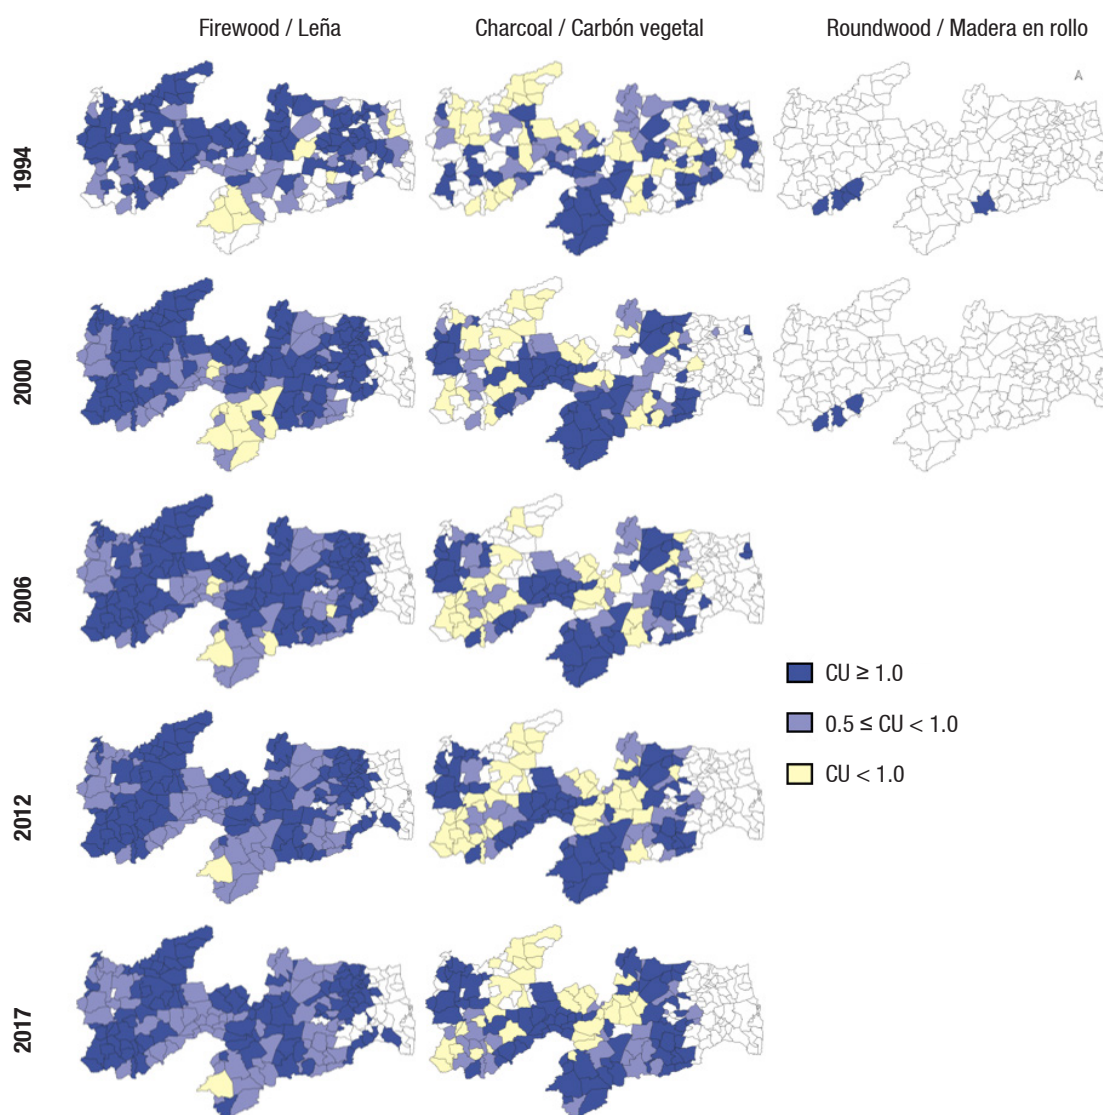 Firewood / Leña
Charcoal / Carbón vegetal
Roundwood / Madera en rollo
A
1994
2000
2006
CU ≥ 1.0
0.5 ≤ CU < 1.0
CU < 1.0
2012
2017